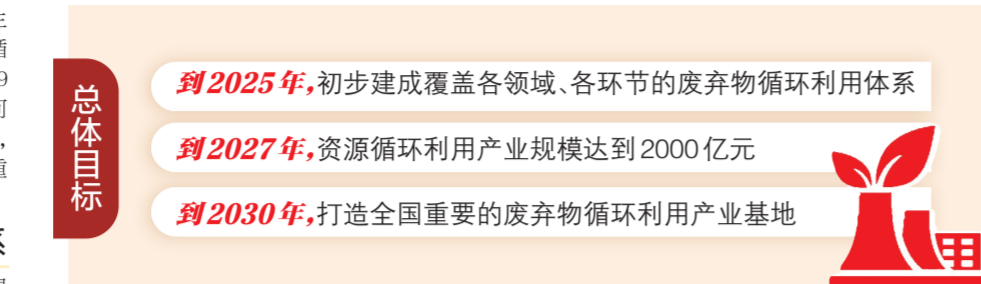 总体目标
到2025年,初步建成覆盖各领域、各环节的废弃物循环利用体系
到2027年,资源循环利用产业规模达到2000亿元
到2030年,打造全国重要的废弃物循环利用产业基地